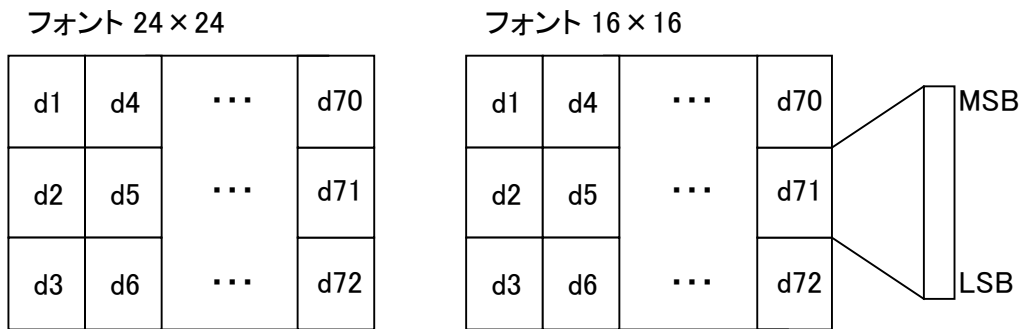 フォント 24×24
フォント 16×16
d1 d4 ・・・ d70
d2 d5 ・・・ d71
d3 d6 ・・・ d72
d1 d4 ・・・ d70
d2 d5 ・・・ d71
d3 d6 ・・・ d72
MSB
LSB